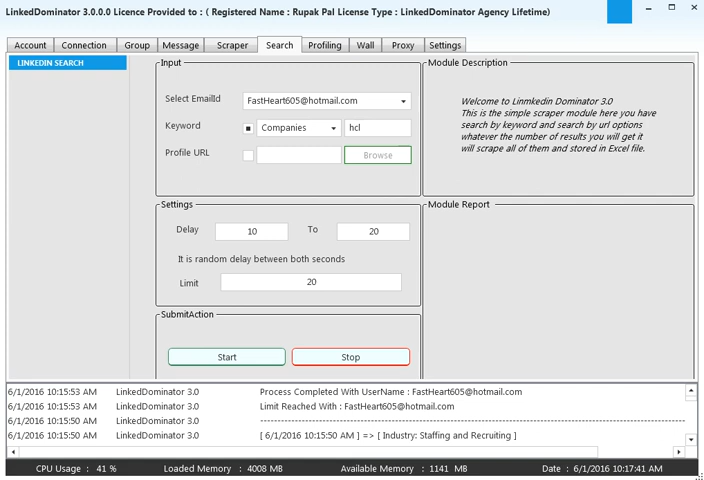 LinkedDominator 3.0.0.0 Licence Provided to : ( Registered Name : Rupak Pal License Type : LinkedDominator Agency Lifetime)
Account Connection Group Message Scraper Search Profiling Wall Proxy Settings
LINKEDIN SEARCH
Input
Select EmailId FastHeart605@hotmail.com
Keyword Companies hcl
Profile URL Browse
Module Description
Welcome to Linmkedin Dominator 3.0
This is the simple scraper module here you have
search by keyword and search by url options
whatever the number of results you will get it
will scrape all of them and stored in Excel file.
Settings
Delay 10 To 20
It is random delay between both seconds
Limit 20
Module Report
SubmitAction
Start Stop
6/1/2016 10:15:53 AM LinkedDominator 3.0 Process Completed With UserName : FastHeart605@hotmail.com
6/1/2016 10:15:53 AM LinkedDominator 3.0 Limit Reached With : FastHeart605@hotmail.com
6/1/2016 10:15:50 AM LinkedDominator 3.0 ----------------------------------------------------------------------------------------------------
6/1/2016 10:15:50 AM LinkedDominator 3.0 [ 6/1/2016 10:15:50 AM ] => [ Industry: Staffing and Recruiting ]
CPU Usage : 41 % Loaded Memory : 4008 MB Available Memory : 1141 MB Date : 6/1/2016 10:17:41 AM